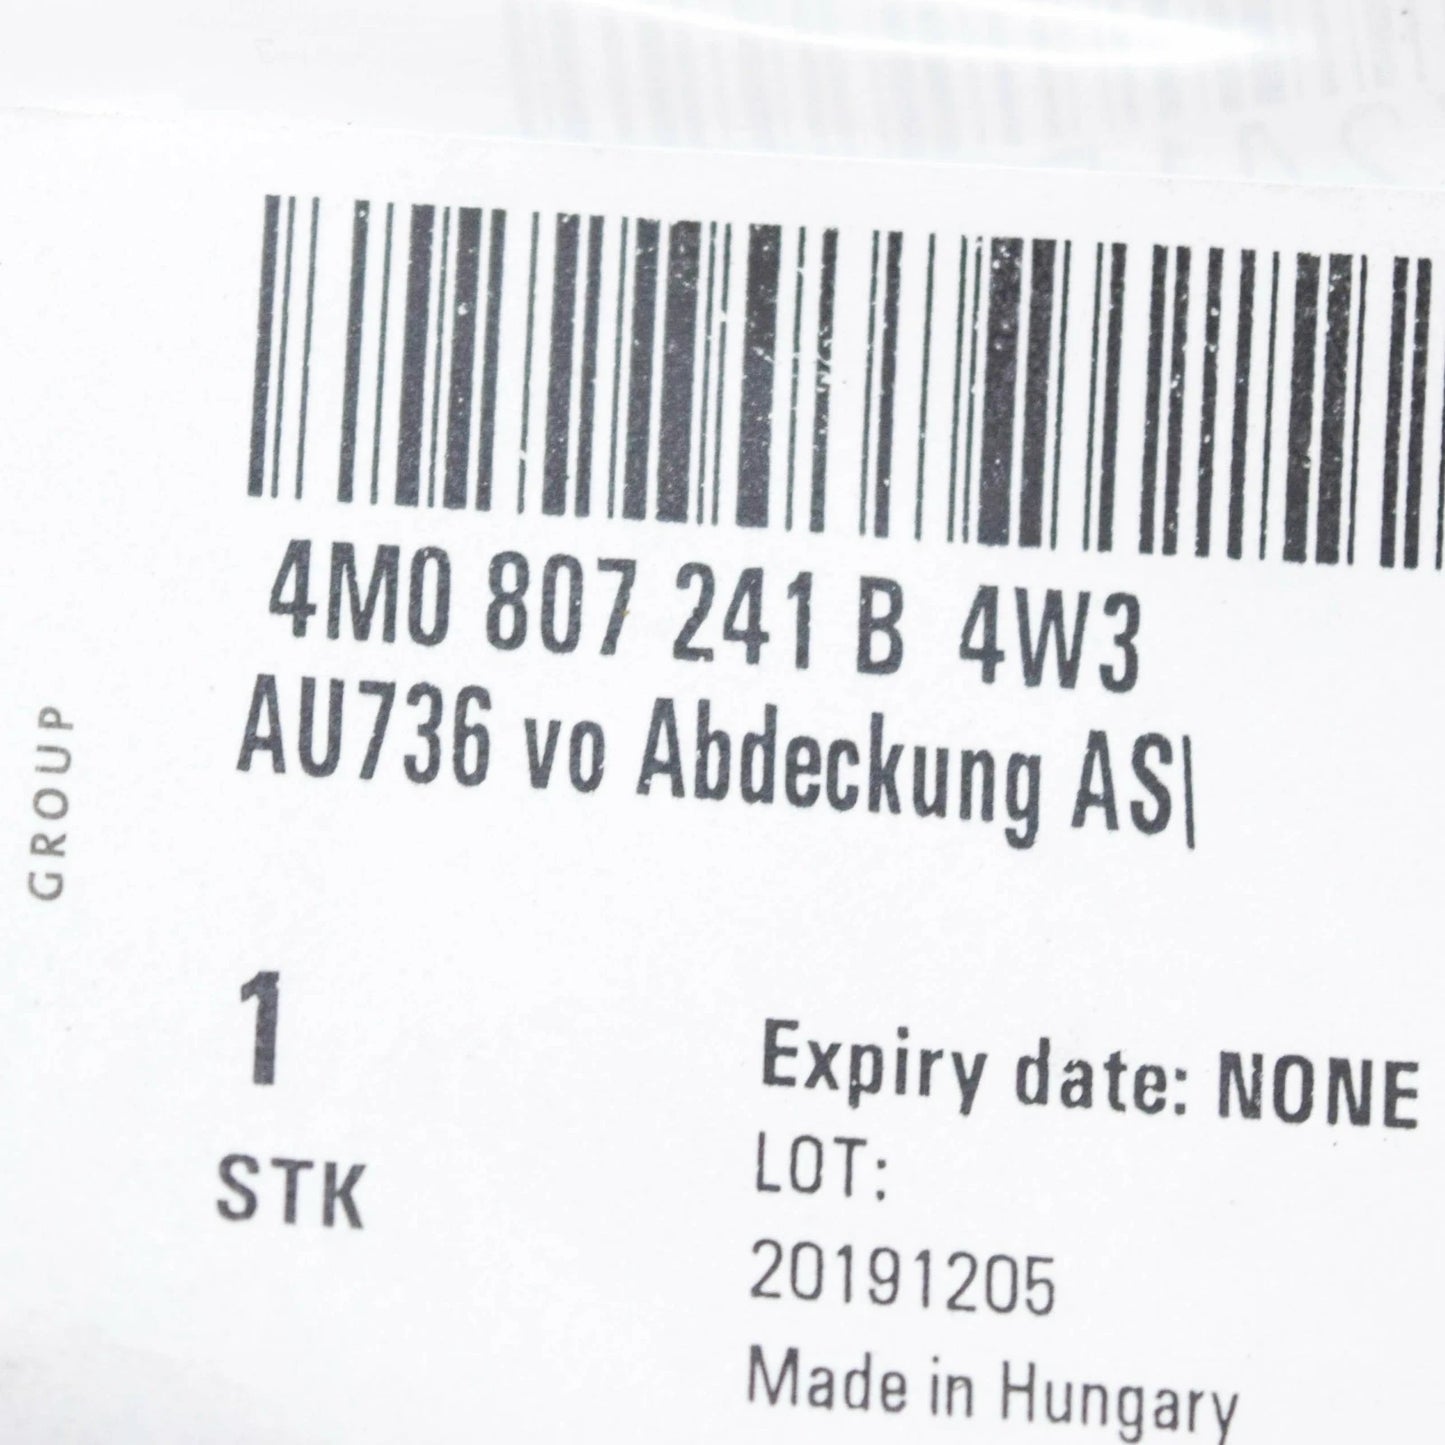 4M0 807 241 B 4W3
AU736 vo Abdeckung AS|
GROUP
1
STK
Expiry date: NONE
LOT:
20191205
Made in Hungary